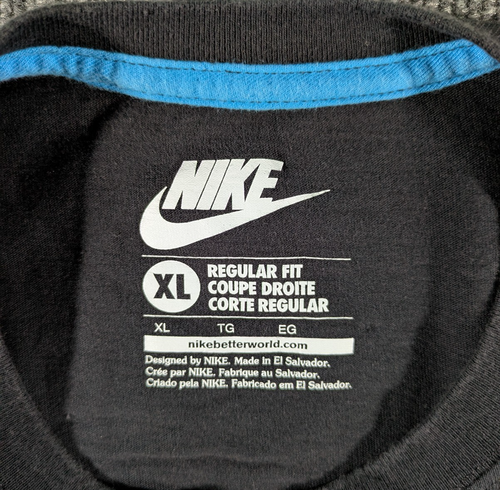 NIKE
XL
REGULAR FIT
COUPE DROITE
CORTE REGULAR
XL TG EG
nikebetterworld.com
Designed by NIKE. Made in El Salvador.
Crée par NIKE. Fabrique au Salvador.
Criado pela NIKE. Fabricado em El Salvador.